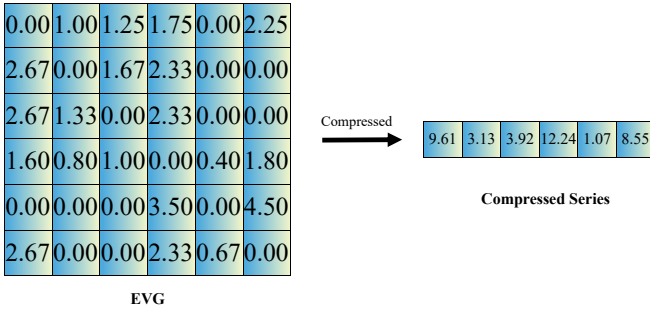 0.00 1.00 1.25 1.75 0.00 2.25
2.67 0.00 1.67 2.33 0.00 0.00
2.67 1.33 0.00 2.33 0.00 0.00
1.60 0.80 1.00 0.00 0.40 1.80
0.00 0.00 0.00 3.50 0.00 4.50
2.67 0.00 0.00 2.33 0.67 0.00
EVG
Compressed
9.61 3.13 3.92 12.24 1.07 8.55
Compressed Series